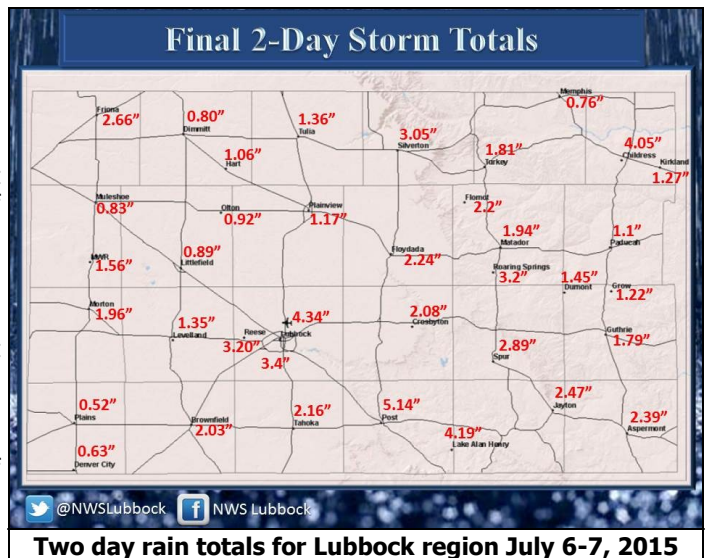 Final 2-Day Storm Totals
Memphis
0.76”
Friona
2.66”
0.80”
Dimmitt
1.36”
Tulia
3.05”
Silverton
1.81”
Turkey
4.05”
Childress
Kirkland
1.27”
1.06”
Hart
Muleshoe
0.83”
Olton
0.92”
Plainview
1.17”
Flomot
2.2”
1.94”
Matador
1.1”
Paducah
Floydada
2.24”
0.89”
Littlefield
MWR
1.56”
Roaring Springs
3.2”
1.45”
Dumont
Grow
1.22”
Morton
1.96”
1.35”
Levelland
Reese
3.20”
4.34”
Lubbock
3.4”
2.08”
Crosbyton
Guthrie
1.79”
2.89”
Spur
2.47”
Jayton
0.52”
Plains
Brownfield
2.03”
2.16”
Tahoka
5.14”
Post
4.19”
Lake Alan Henry
2.39”
Aspermont
0.63”
Denver City
@NWSLubbock f NWS Lubbock
Two day rain totals for Lubbock region July 6-7, 2015